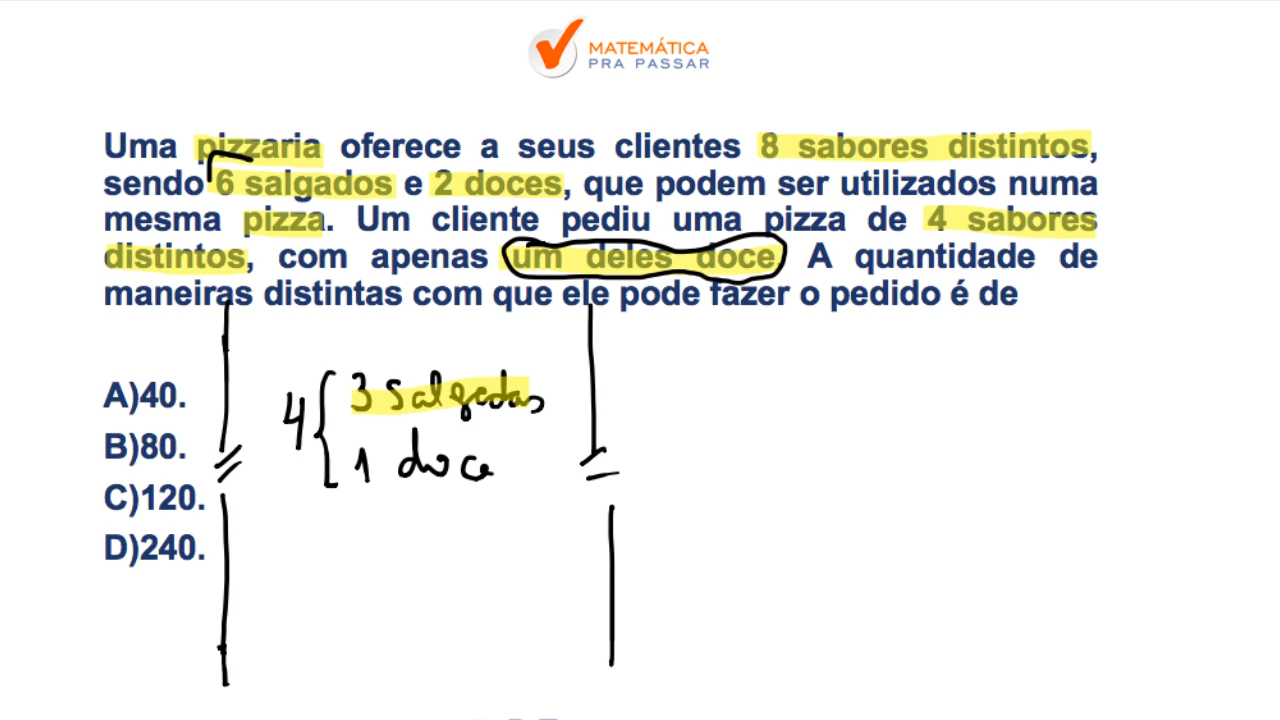 MATEMÁTICA
PRA PASSAR
Uma pizzaria oferece a seus clientes 8 sabores distintos,
sendo 6 salgados e 2 doces, que podem ser utilizados numa
mesma pizza. Um cliente pediu uma pizza de 4 sabores
distintos, com apenas um deles doce. A quantidade de
maneiras distintas com que ele pode fazer o pedido é de
A)40.
B)80.
C)120.
D)240.
4 { 3 Salgados
1 doce